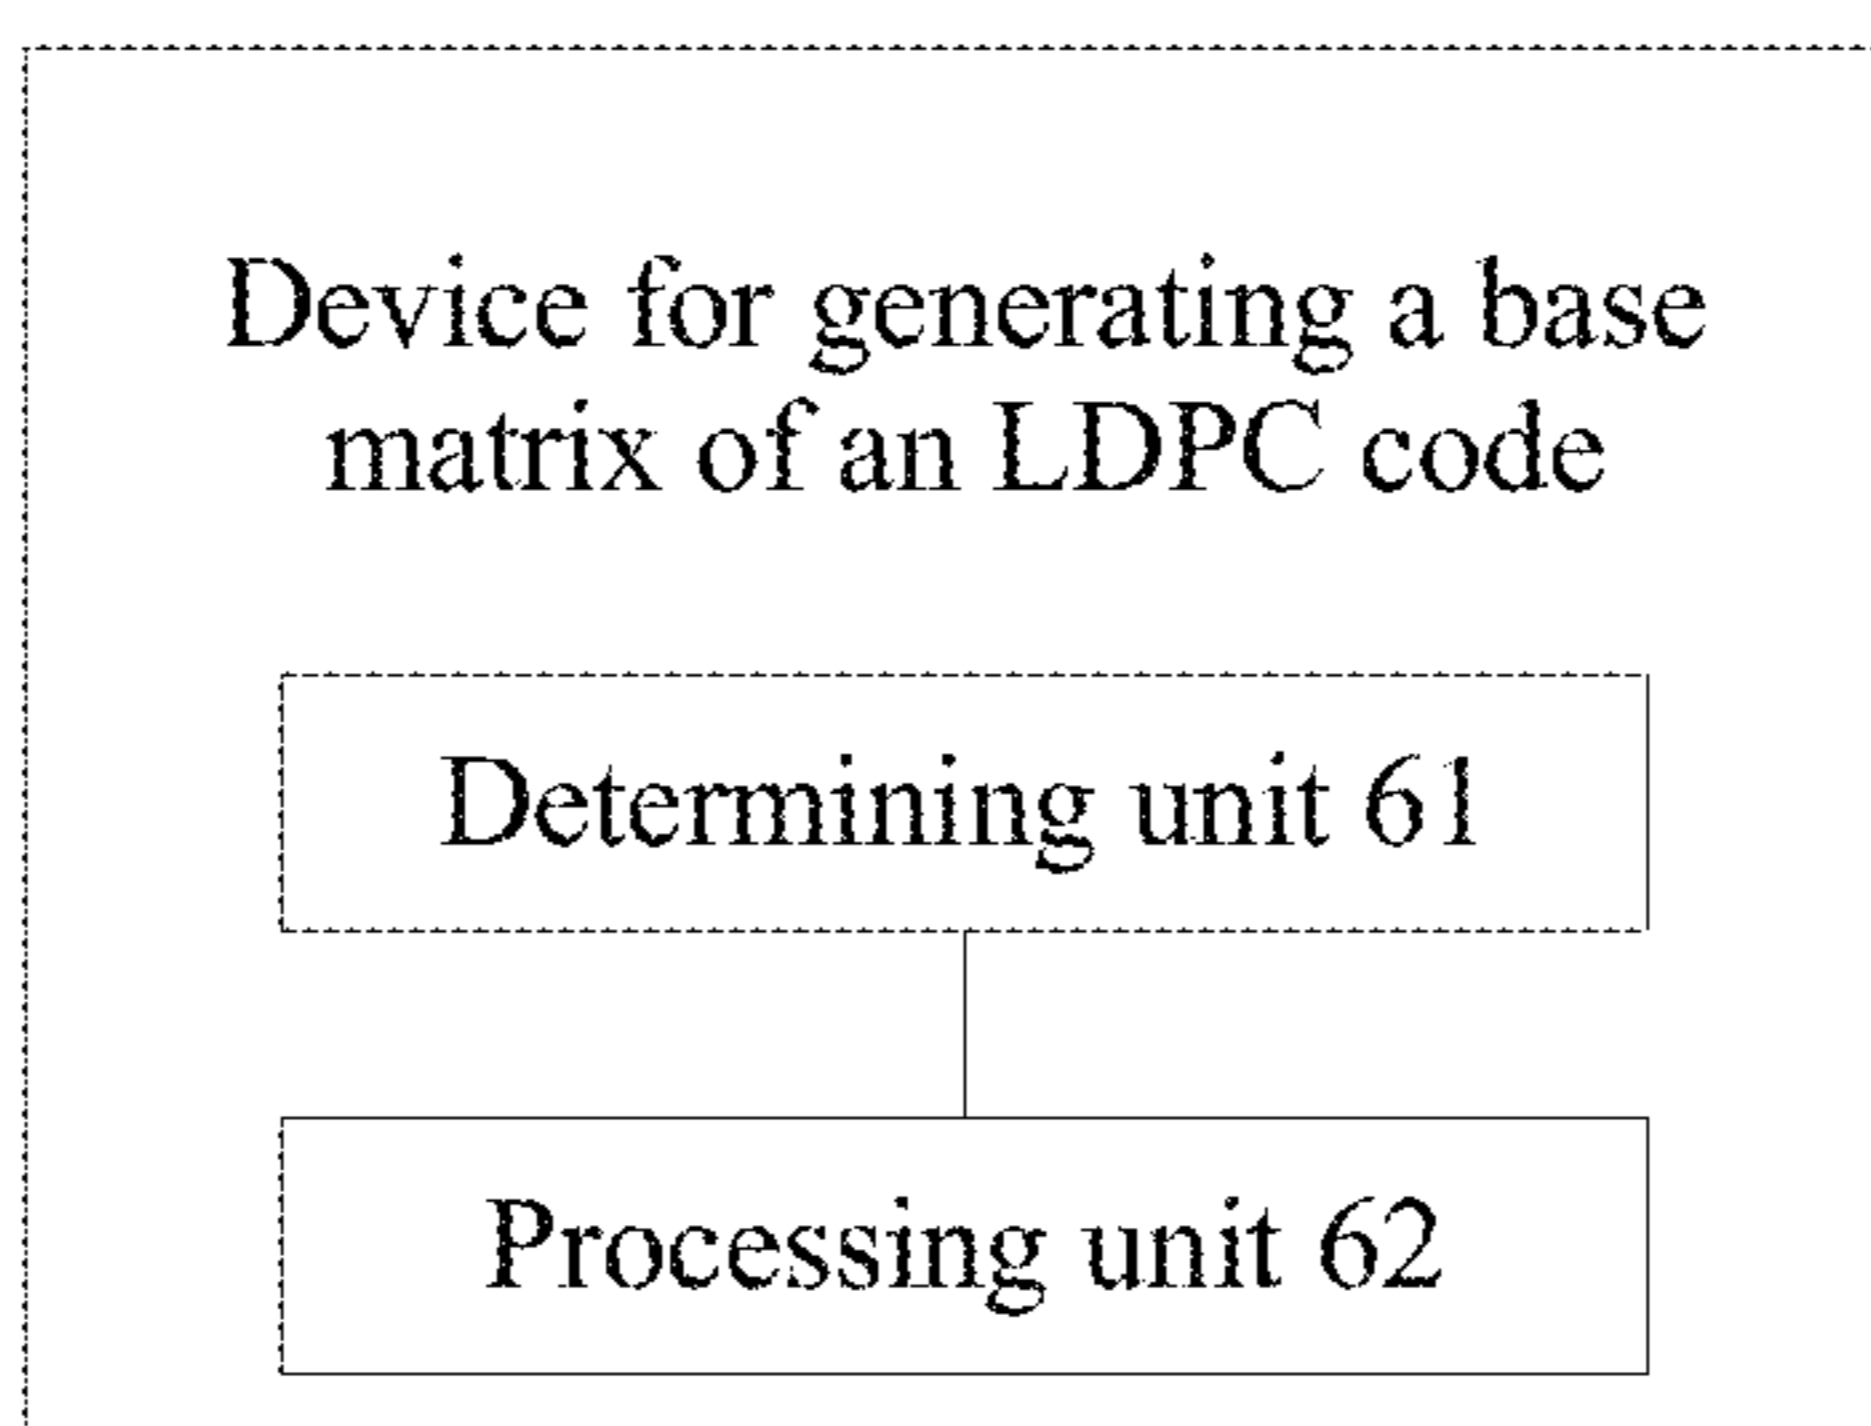 Device for generating a base
matrix of an LDPC code
Determining unit 61
Processing unit 62